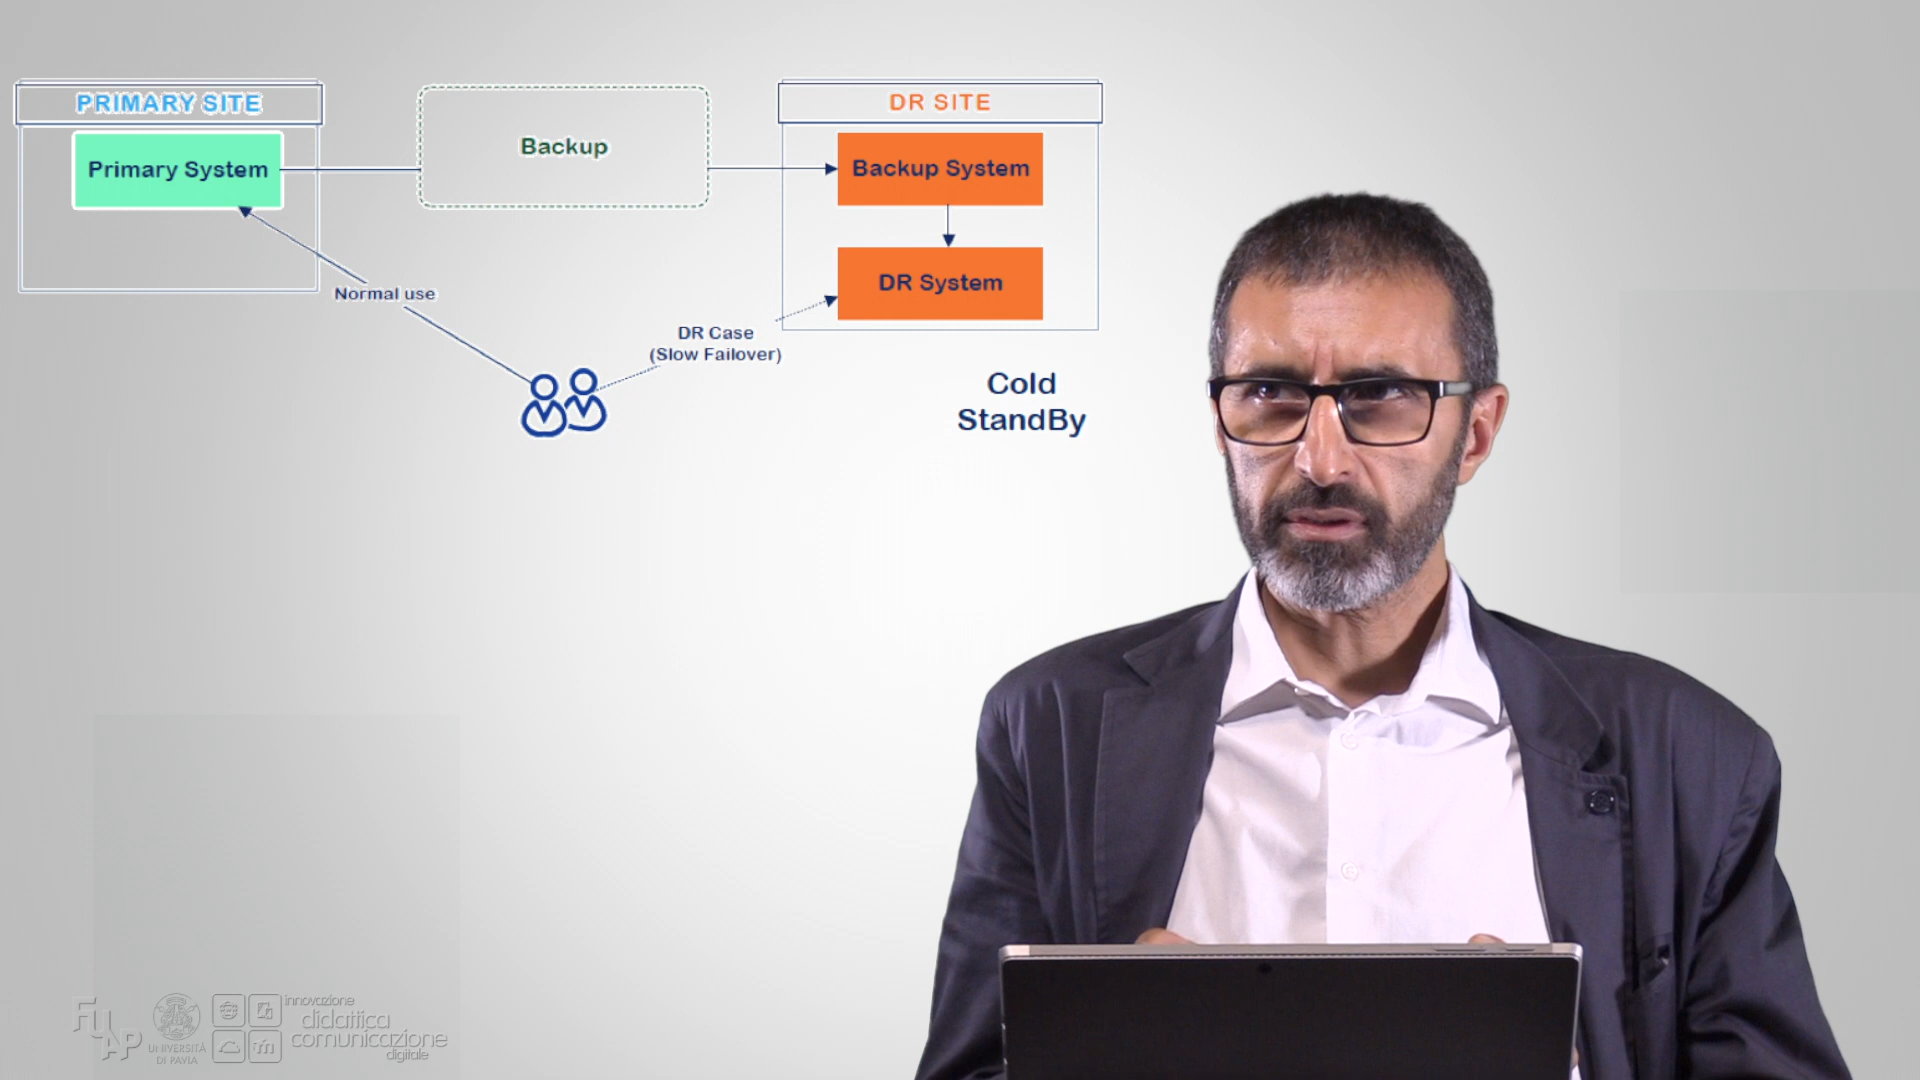 PRIMARY SITE
Primary System
Backup
DR SITE
Backup System
DR System
Normal use
DR Case
(Slow Failover)
Cold
StandBy
UNIVERSITÀ
DI PAVIA
innovazione
didattica
comunicazione
digitale